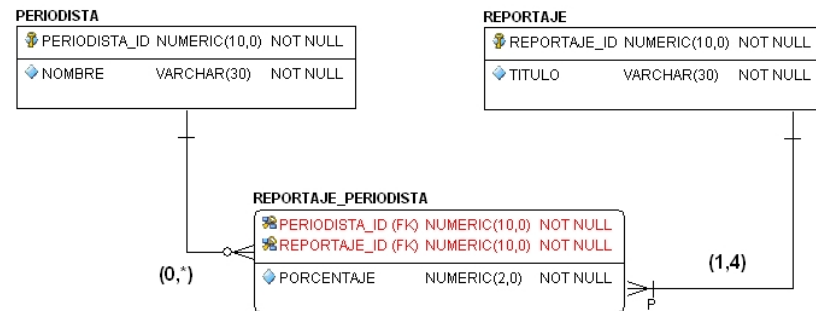 PERIODISTA
PERIODISTA_ID NUMERIC(10,0) NOT NULL
NOMBRE VARCHAR(30) NOT NULL
REPORTAJE
REPORTAJE_ID NUMERIC(10,0) NOT NULL
TITULO VARCHAR(30) NOT NULL
REPORTAJE_PERIODISTA
PERIODISTA_ID (FK) NUMERIC(10,0) NOT NULL
REPORTAJE_ID (FK) NUMERIC(10,0) NOT NULL
PORCENTAJE NUMERIC(2,0) NOT NULL
(0,*)
(1,4)
P